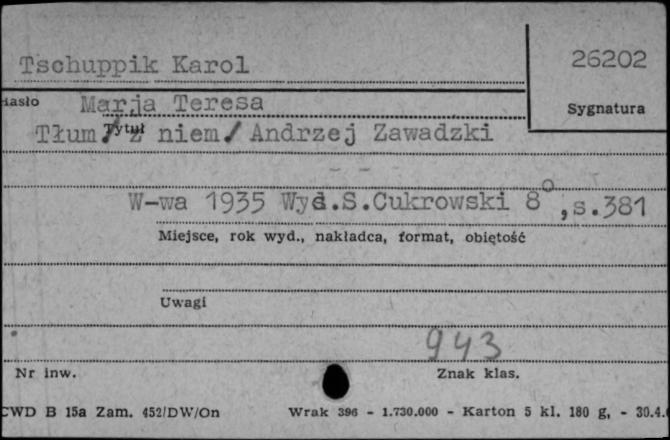 Tschuppik Karol
26202
Hasło Marja Teresa
Sygnatura
Tytuł
Tłum/z niem/Andrzej Zawadzki
- -
W-wa 1935 Wyd.S.Cukrowski 8⁰,s.381
Miejsce, rok wyd., nakładca, format, objętość
Uwagi
943
Nr inw.
Znak klas.
CWD B 15a Zam. 452/DW/On Wrak 396 - 1.730.000 - Karton 5 kl. 180 g, - 30.4.